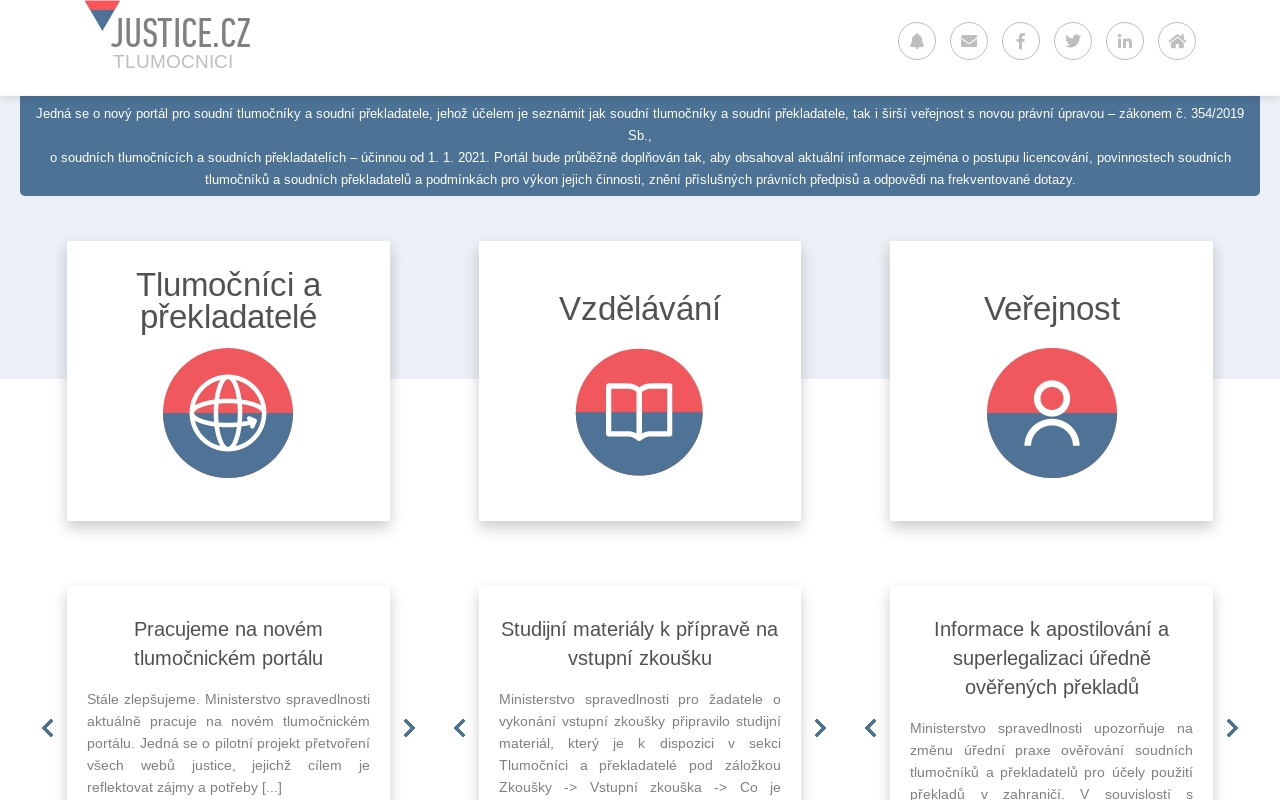 JUSTICE.CZ
TLUMOCNICI
Jedná se o nový portál pro soudní tlumočníky a soudní překladatele, jehož účelem je seznámit jak soudní tlumočníky a soudní překladatele, tak i širší veřejnost s novou právní úpravou – zákonem č. 354/2019
Sb.,
o soudních tlumočnících a soudních překladatelích – účinnou od 1. 1. 2021. Portál bude průběžně doplňován tak, aby obsahoval aktuální informace zejména o postupu licencování, povinnostech soudních
tlumočníků a soudních překladatelů a podmínkách pro výkon jejich činnosti, znění příslušných právních předpisů a odpovědi na frekventované dotazy.
Tlumočníci a
překladatelé
Vzdělávání
Veřejnost
Pracujeme na novém
tlumočnickém portálu
Stále zlepšujeme. Ministerstvo spravedlnosti
aktuálně pracuje na novém tlumočnickém
portálu. Jedná se o pilotní projekt přetvoření
všech webů justice, jejichž cílem je
reflektovat zájmy a potřeby [...]
Studijní materiály k přípravě na
vstupní zkoušku
Ministerstvo spravedlnosti pro žadatele o
vykonání vstupní zkoušky připravilo studijní
materiál, který je k dispozici v sekci
Tlumočníci a překladatelé pod záložkou
Zkoušky -> Vstupní zkouška -> Co je
Informace k apostilování a
superlegalizaci úředně
ověřených překladů
Ministerstvo spravedlnosti upozorňuje na
změnu úřední praxe ověřování soudních
tlumočníků a překladatelů pro účely použití
překladů v zahraničí. V souvislosti s